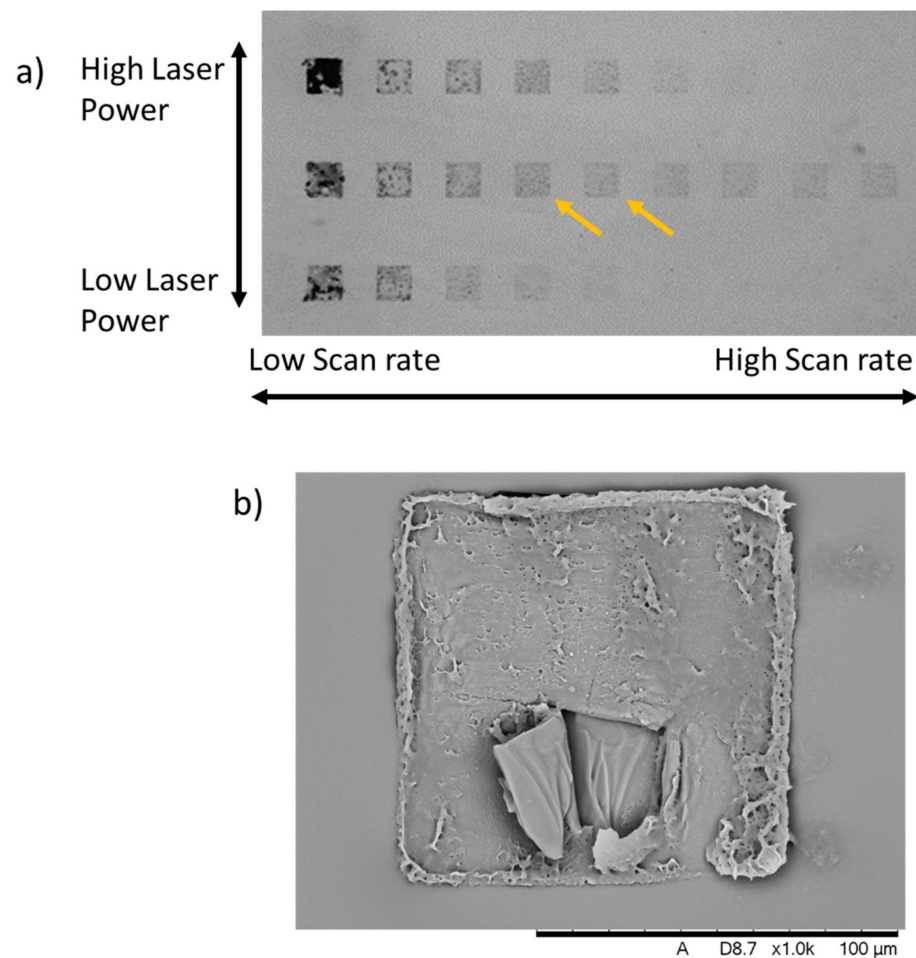 a)
High Laser
Power
Low Laser
Power
Low Scan rate
High Scan rate
b)
A D8.7 x1.0k 100 µm